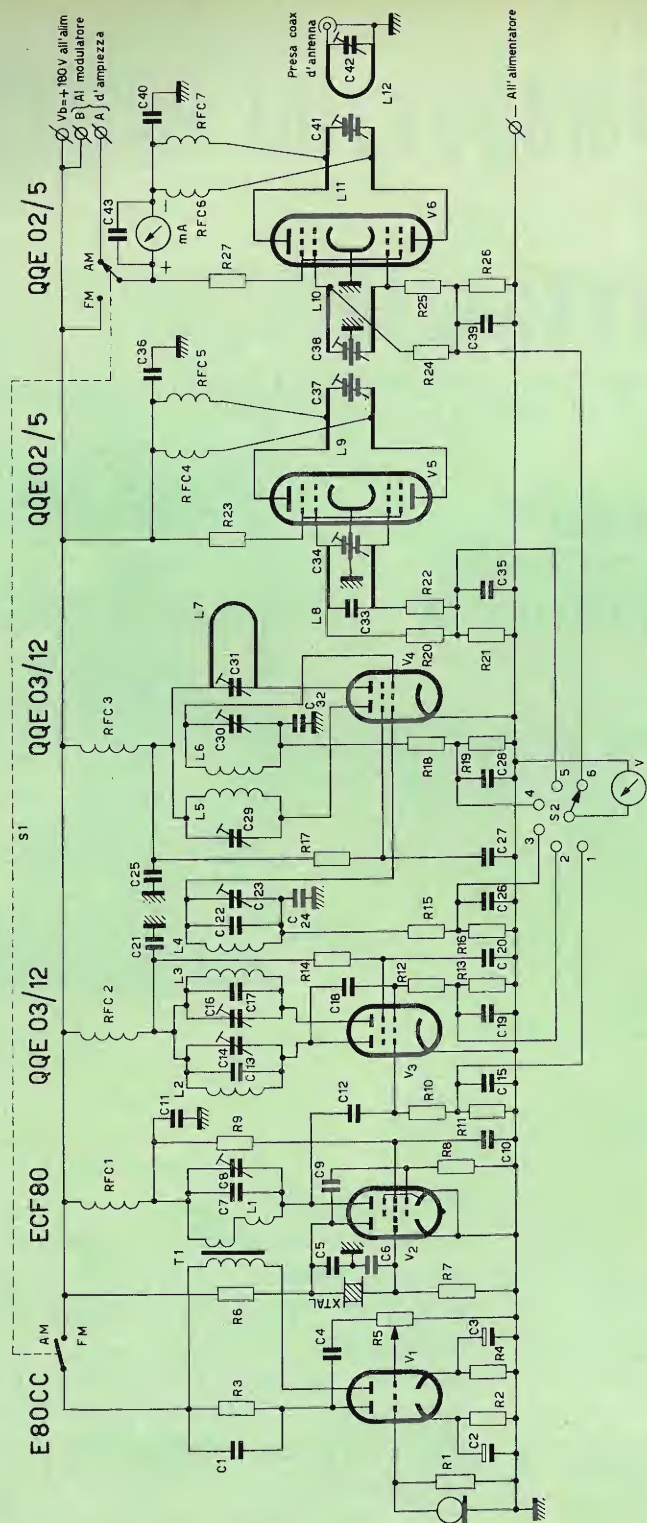 E80CC
ECF80
QQE 03/12
QQE 03/12
QQE 02/5
QQE 02/5
S1
AM
FM
FM
AM
Vb=+180 V all'alim
B
Al modulatore
A
d'ampiezza
RFC1
C11
RFC 2
C21
C25
RFC 3
C36
RFC4
RFC5
C43
mA
+
−
C40
RFC6
RFC7
T1
C7
C8
L1
R9
L2
C13
C14
C16
C17
L3
L4
C22
C23
C24
L5
C29
L6
C30
C32
C31
L7
R23
R27
C1
R3
R6
R14
R17
L8
C33
C34
L9
C37
C38
L10
L11
C41
L12
C42
Presa coax
d'antenna
C4
R5
XTAL
C5
C6
C9
C12
C18
V1
V2
V3
V4
V5
V6
R1
C2
R2
R4
C3
R7
R8
C10
R10
R11
C15
R12
R13
C19
C20
R15
R16
C26
C27
R18
R19
C28
R20
R21
R22
C35
R24
R25
R26
C39
1
2
3
4
5
6
S2
V
− All'alimentatore